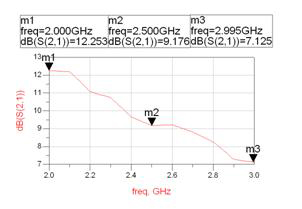 m1
freq=2.000GHz
dB(S(2,1))=12.253
m2
freq=2.500GHz
dB(S(2,1))=9.176
m3
freq=2.995GHz
dB(S(2,1))=7.125
dB(S(2,1))
13
12
11
10
9
8
7
m1
m2
m3
2.0
2.2
2.4
2.6
2.8
3.0
freq, GHz